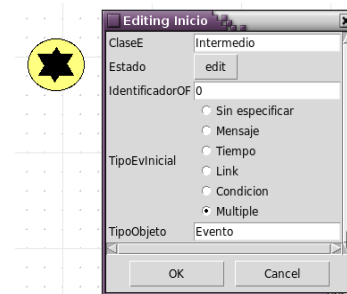 Editing Inicio
ClaseE Intermedio
Estado edit
IdentificadorOF 0
Sin especificar
Mensaje
Tiempo
TipoEvInicial
Link
Condicion
Multiple
TipoObjeto Evento
OK Cancel